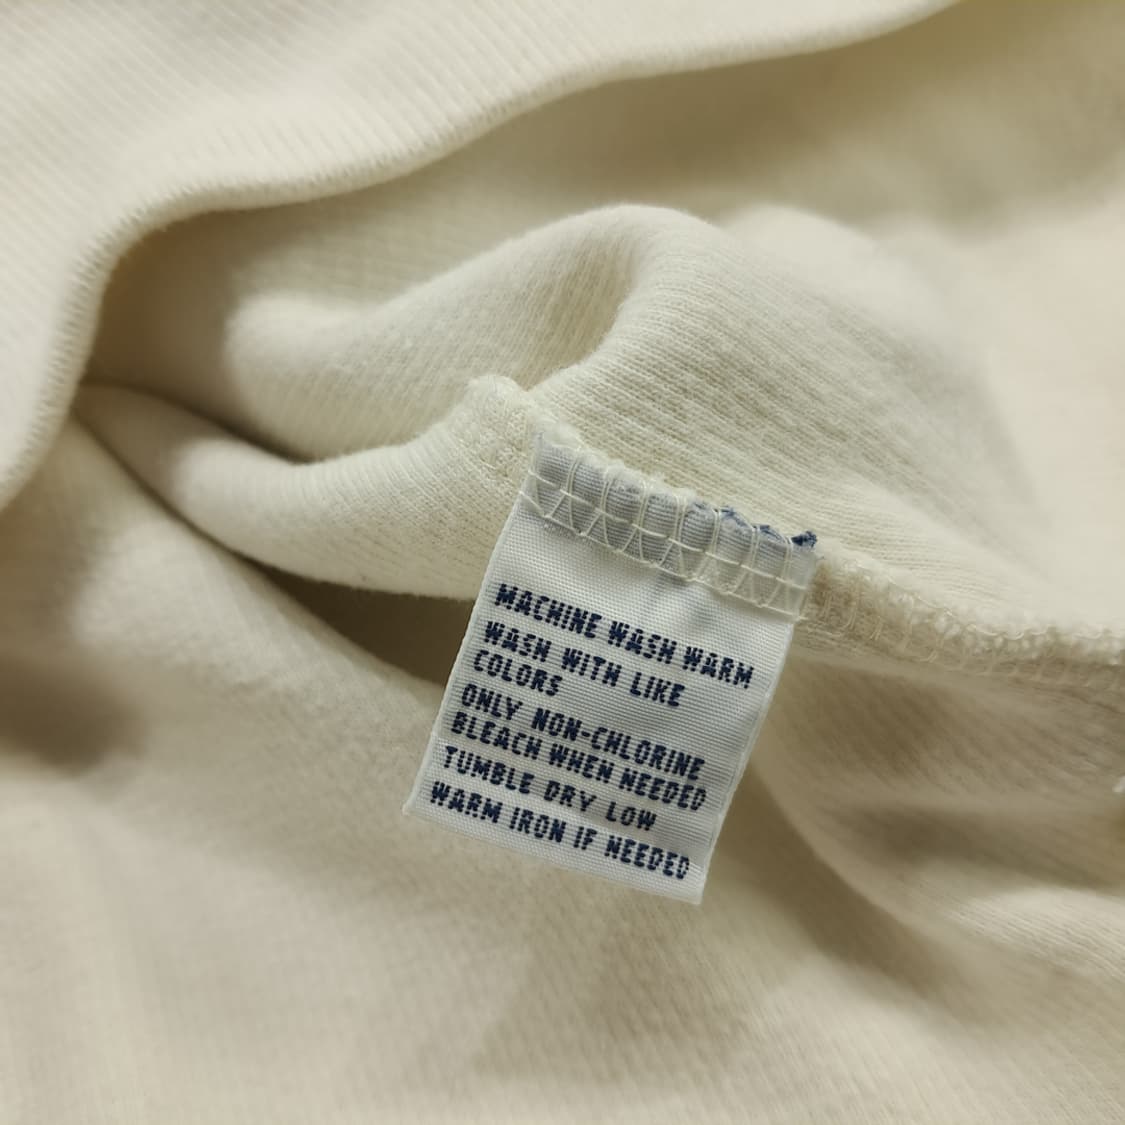 MACHINE WASH WARM
WASH WITH LIKE
COLORS
ONLY NON-CHLORINE
BLEACH WHEN NEEDED
TUMBLE DRY LOW
WARM IRON IF NEEDED